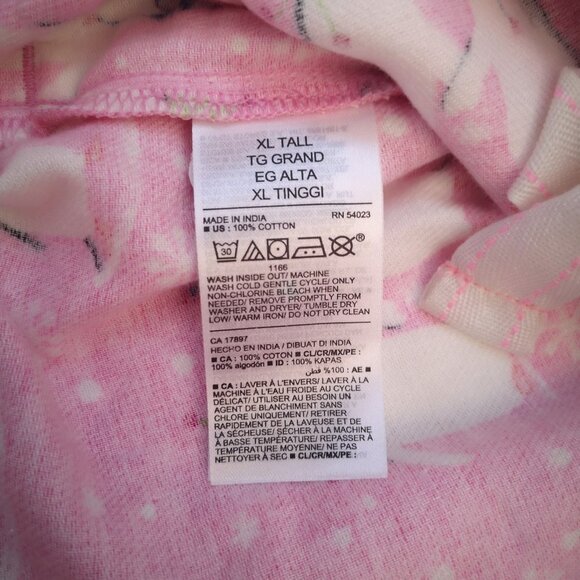 XL TALL
TG GRAND
EG ALTA
XL TINGGI
MADE IN INDIA RN 54023
■ US : 100% COTTON
30
®
1166
WASH INSIDE OUT/ MACHINE
WASH COLD GENTLE CYCLE/ ONLY
NON-CHLORINE BLEACH WHEN
NEEDED/ REMOVE PROMPTLY FROM
WASHER AND DRYER/ TUMBLE DRY
LOW/ WARM IRON/ DO NOT DRY CLEAN
CA 17897
HECHO EN INDIA / DIBUAT DI INDIA
■ CA : 100% COTON ■ CL/CR/MX/PE :
100% algodón ■ ID : 100% KAPAS
■ AE : 100% قطن
■ CA : LAVER À L'ENVERS/ LAVER À LA
MACHINE À L'EAU FROIDE AU CYCLE
DÉLICAT/ UTILISER AU BESOIN UN
AGENT DE BLANCHIMENT SANS
CHLORE UNIQUEMENT/ RETIRER
RAPIDEMENT DE LA LAVEUSE ET DE
LA SÉCHEUSE/ SÉCHER À LA MACHINE
À BASSE TEMPÉRATURE/ REPASSER À
TEMPÉRATURE MOYENNE/ NE PAS
NETTOYER À SEC ■ CL/CR/MX/PE :